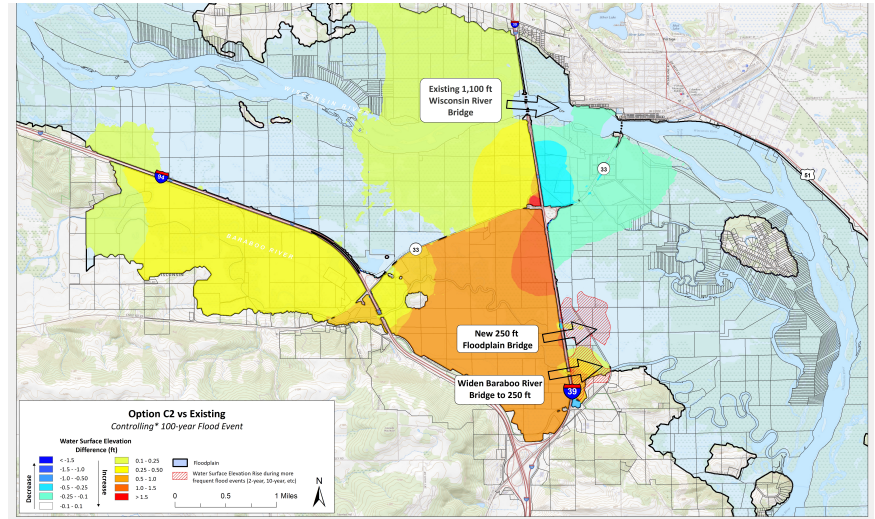 Existing 1,100 ft
Wisconsin River
Bridge
33
51
94
BARABOO RIVER
33
New 250 ft
Floodplain Bridge
Widen Baraboo River
Bridge to 250 ft
39
Option C2 vs Existing
Controlling* 100-year Flood Event
Water Surface Elevation
Difference (ft)
Decrease
< -1.5
-1.5 - -1.0
-1.0 - -0.50
-0.5 - -0.25
-0.25 - -0.1
-0.1 - 0.1
Increase
0.1 - 0.25
0.25 - 0.50
0.5 - 1.0
1.0 - 1.5
> 1.5
Floodplain
Water Surface Elevation Rise during more
frequent flood events (2-year, 10-year, etc)
0 0.5 1 Miles
N